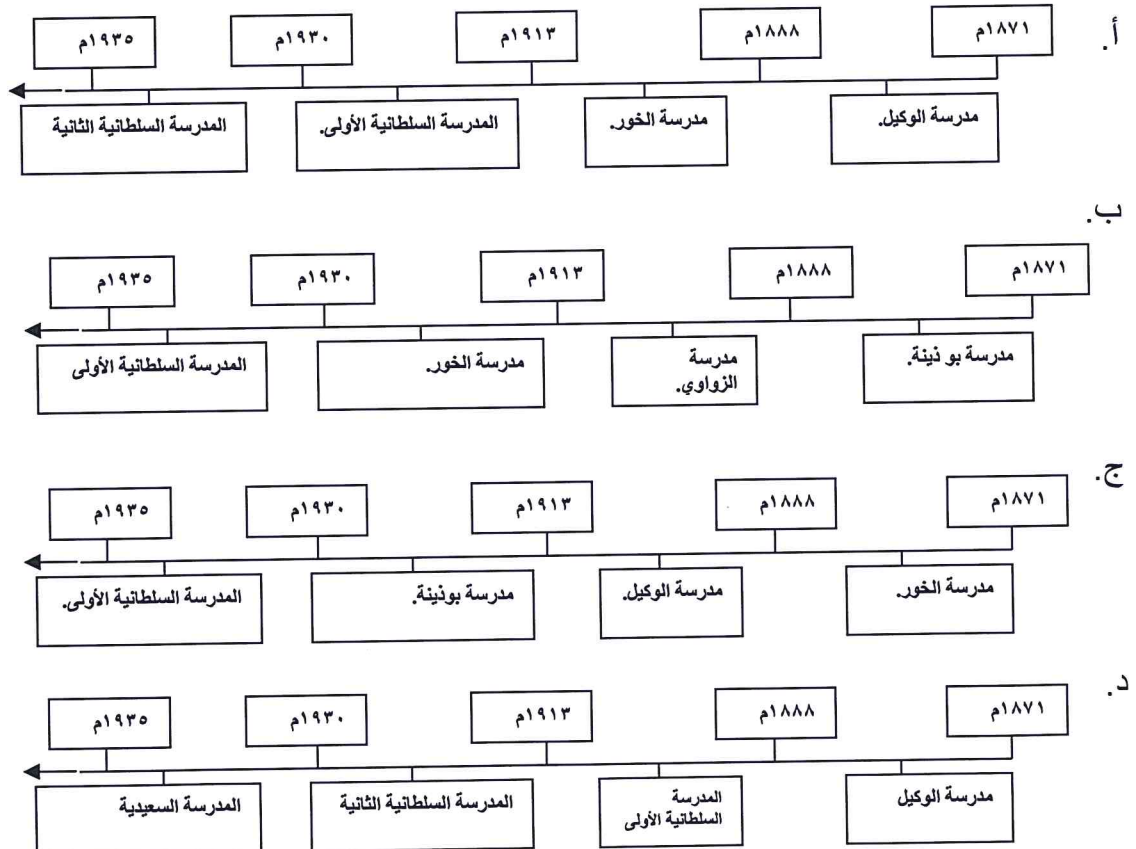 أ.
١٨٧١م
١٨٨٨م
١٩١٣م
١٩٣٠م
١٩٣٥م
مدرسة الوكيل.
مدرسة الخور.
المدرسة السلطانية الأولى.
المدرسة السلطانية الثانية
ب.
١٨٧١م
١٨٨٨م
١٩١٣م
١٩٣٠م
١٩٣٥م
مدرسة بو ذينة.
مدرسة
الزواوي.
مدرسة الخور.
المدرسة السلطانية الأولى
ج.
١٨٧١م
١٨٨٨م
١٩١٣م
١٩٣٠م
١٩٣٥م
مدرسة الخور.
مدرسة الوكيل.
مدرسة بوذينة.
المدرسة السلطانية الأولى.
د.
١٨٧١م
١٨٨٨م
١٩١٣م
١٩٣٠م
١٩٣٥م
مدرسة الوكيل
المدرسة
السلطانية الأولى
المدرسة السلطانية الثانية
المدرسة السعيدية